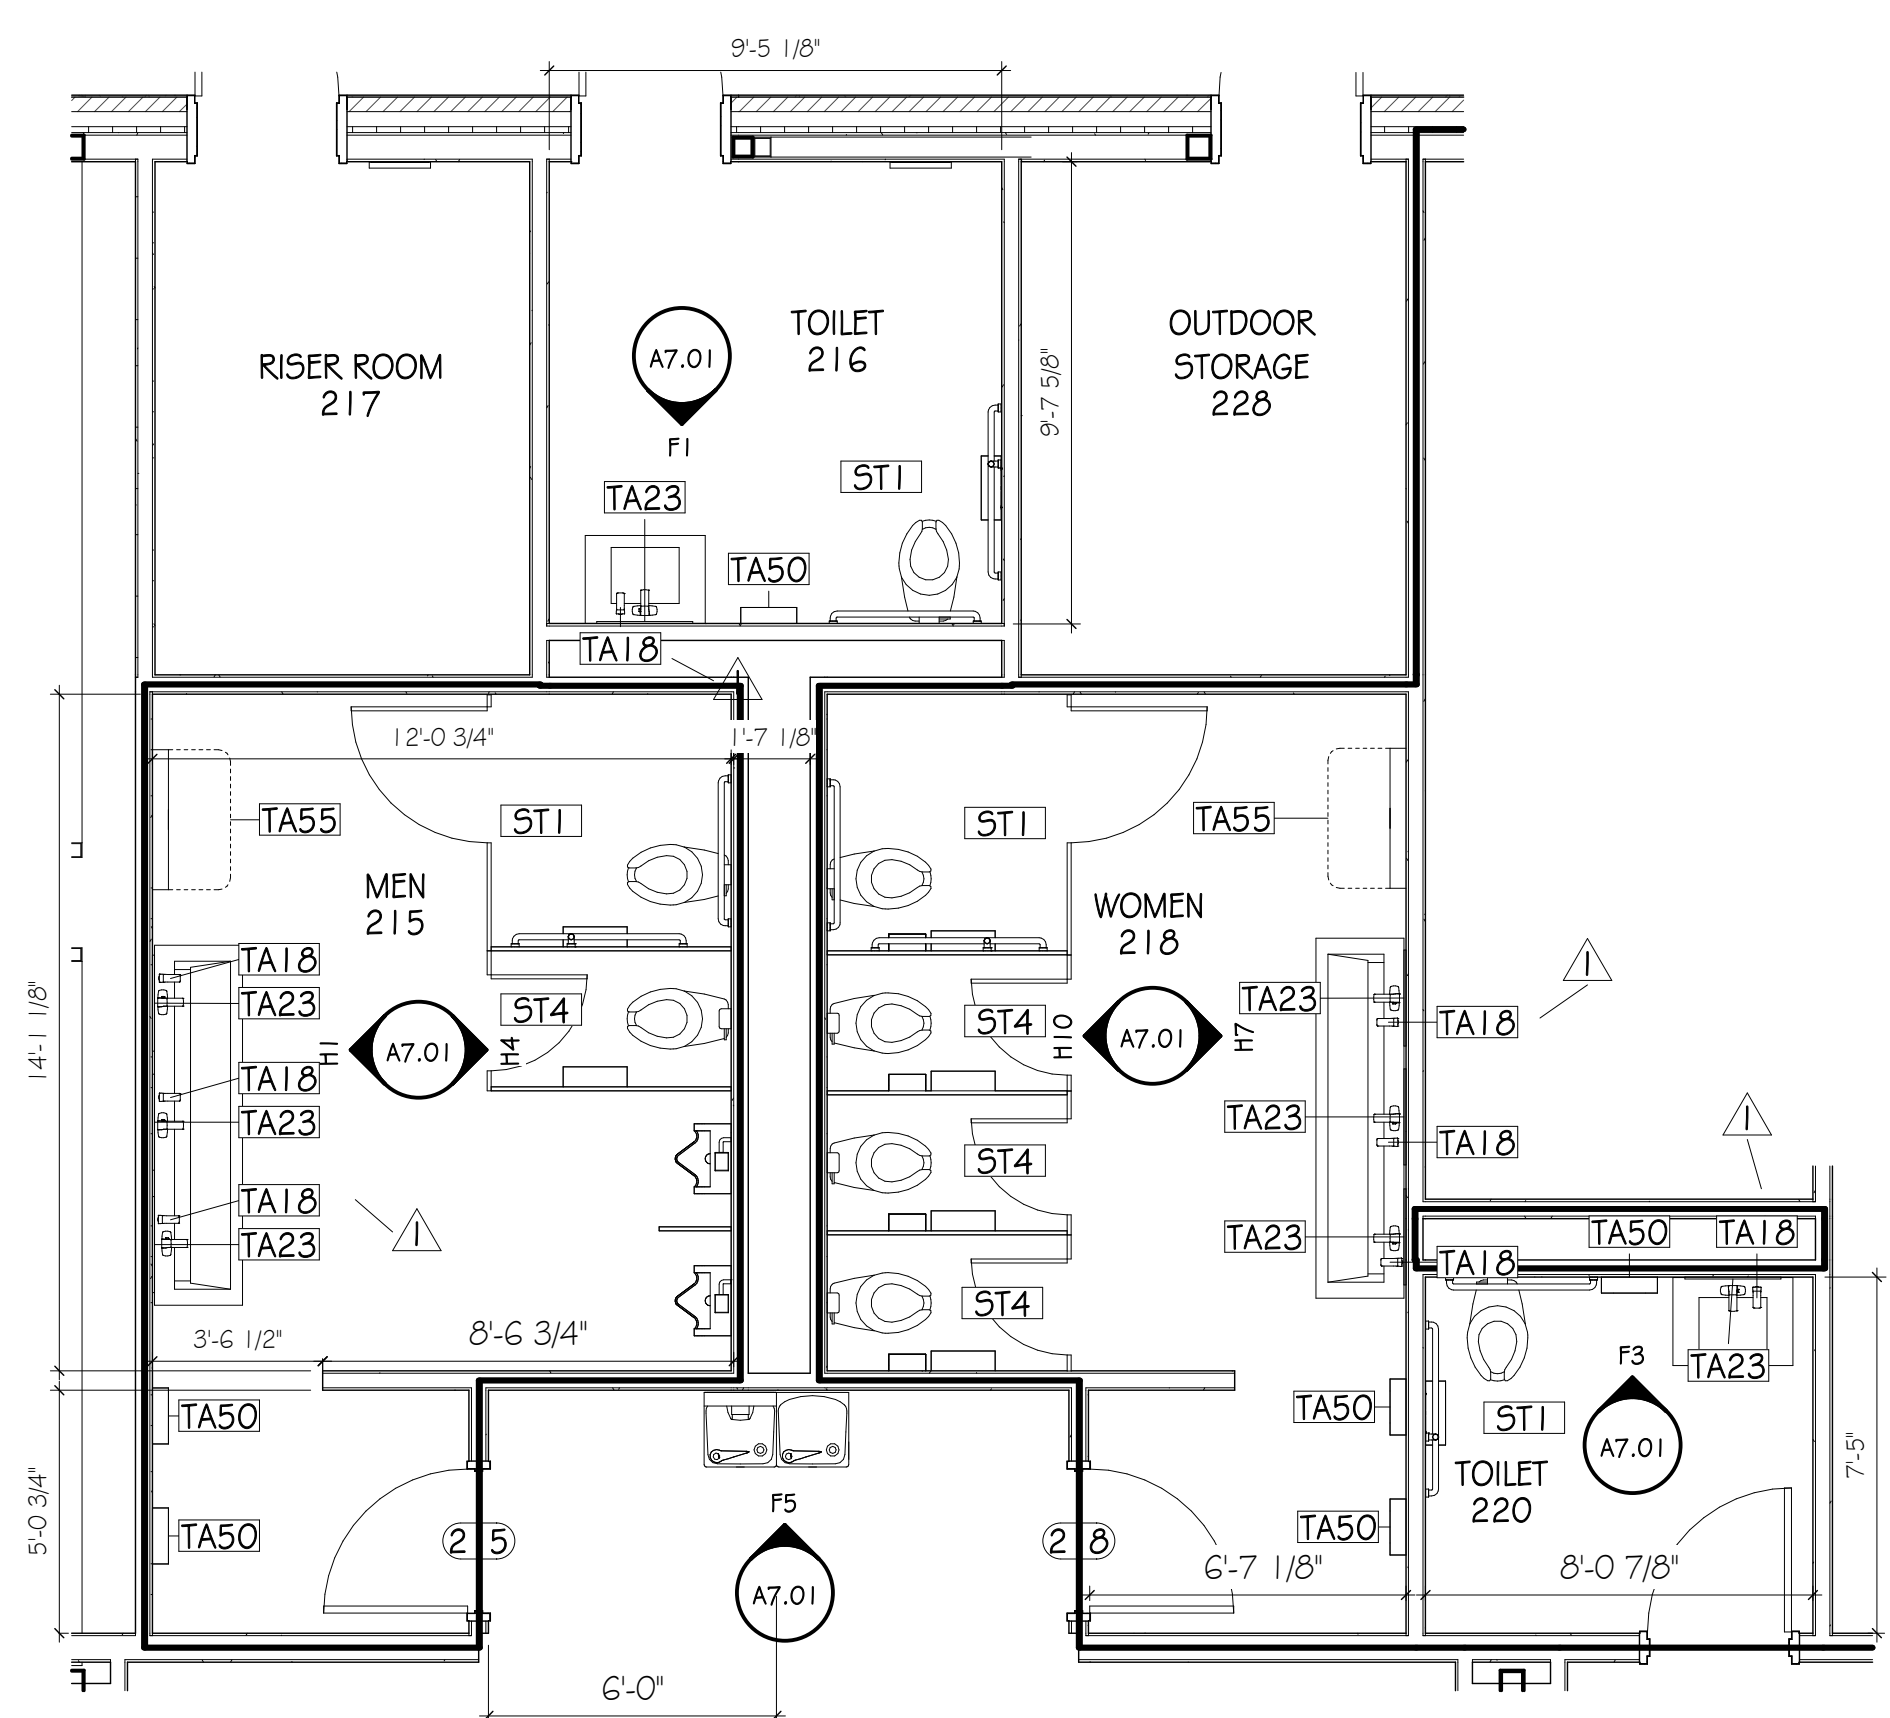 9'-5 1/8"
TOILET
216
OUTDOOR
STORAGE
228
RISER ROOM
217
A7.01
F1
9'-7 5/8"
ST1
TA23
TA50
TA18
1
12'-0 3/4"
1'-7 1/8"
TA55
ST1
ST1
TA55
MEN
215
WOMEN
218
TA18
TA23
ST4
ST4
TA23
TA18
1
14'-1 1/8"
H1
A7.01
H4
H10
A7.01
H7
TA18
TA23
TA23
TA18
1
ST4
TA18
TA23
1
TA23
TA18
TA50
TA18
ST4
3'-6 1/2"
8'-6 3/4"
F3
TA23
TA50
TA50
ST1
A7.01
7'-5"
TOILET
220
5'-0 3/4"
F5
TA50
2 5
2 8
TA50
A7.01
6'-7 1/8"
8'-0 7/8"
6'-0"